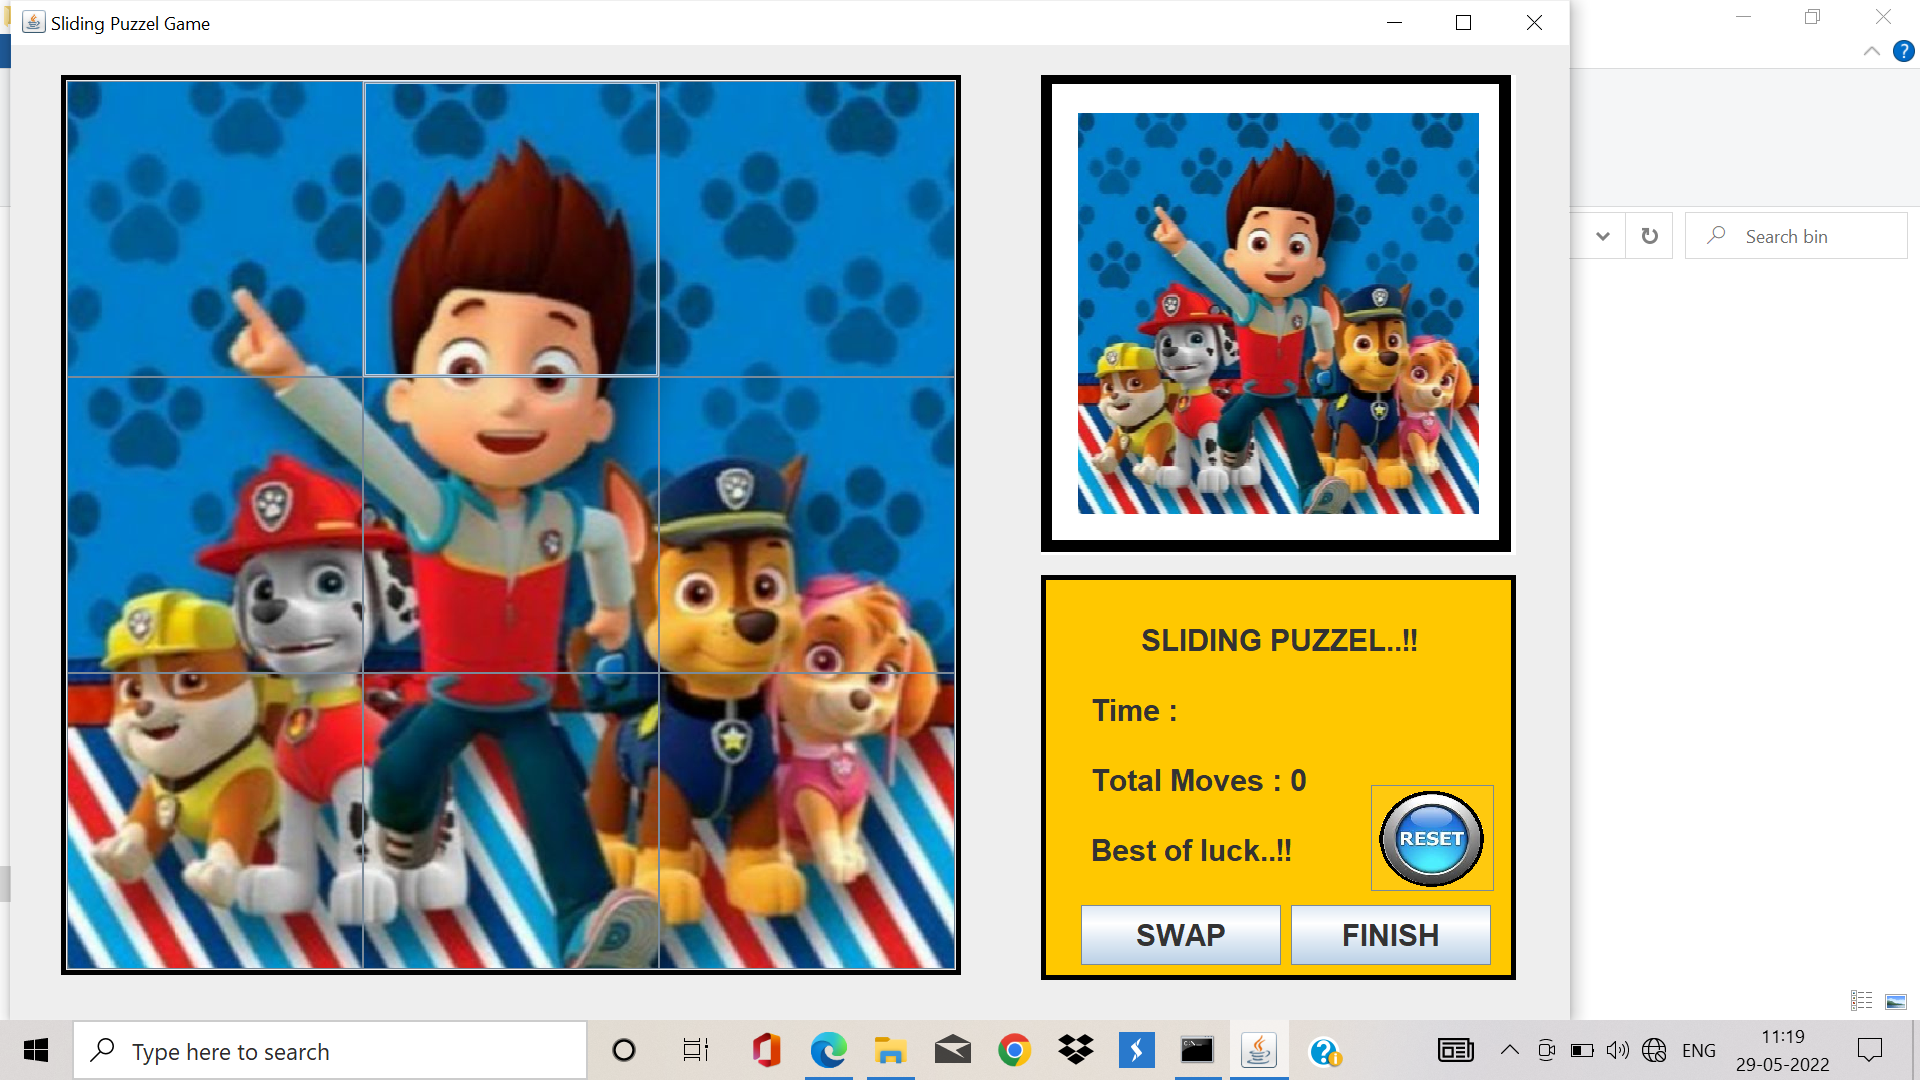 Sliding Puzzel Game
?
Search bin
SLIDING PUZZEL..!!
Time :
Total Moves : 0
Best of luck..!!
RESET
SWAP
FINISH
Type here to search
ENG
11:19
29-05-2022